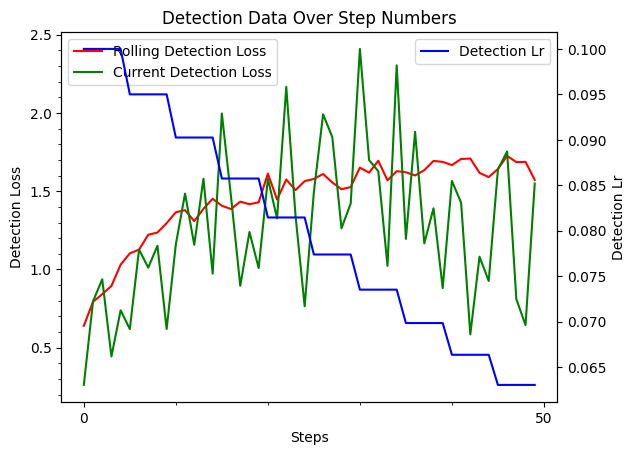 Detection Data Over Step Numbers
Rolling Detection Loss
Current Detection Loss
Detection Lr
2.5
2.0
1.5
1.0
0.5
Detection Loss
0.100
0.095
0.090
0.085
0.080
0.075
0.070
0.065
Detection Lr
0
50
Steps